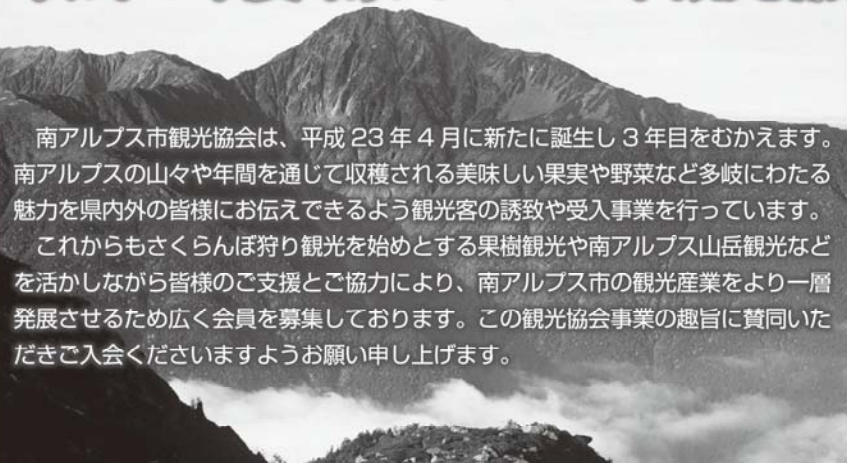 南アルプス市観光協会は、平成23年4月に新たに誕生し3年目をむかえます。
南アルプスの山々や年間を通じて収穫される美味しい果実や野菜など多岐にわたる
魅力を県内外の皆様にお伝えできるよう観光客の誘致や受入事業を行っています。
　これからもさくらんぼ狩り観光を始めとする果樹観光や南アルプス山岳観光など
を活かしながら皆様のご支援とご協力により、南アルプス市の観光産業をより一層
発展させるため広く会員を募集しております。この観光協会事業の趣旨に賛同いた
だきご入会くださいますようお願い申し上げます。